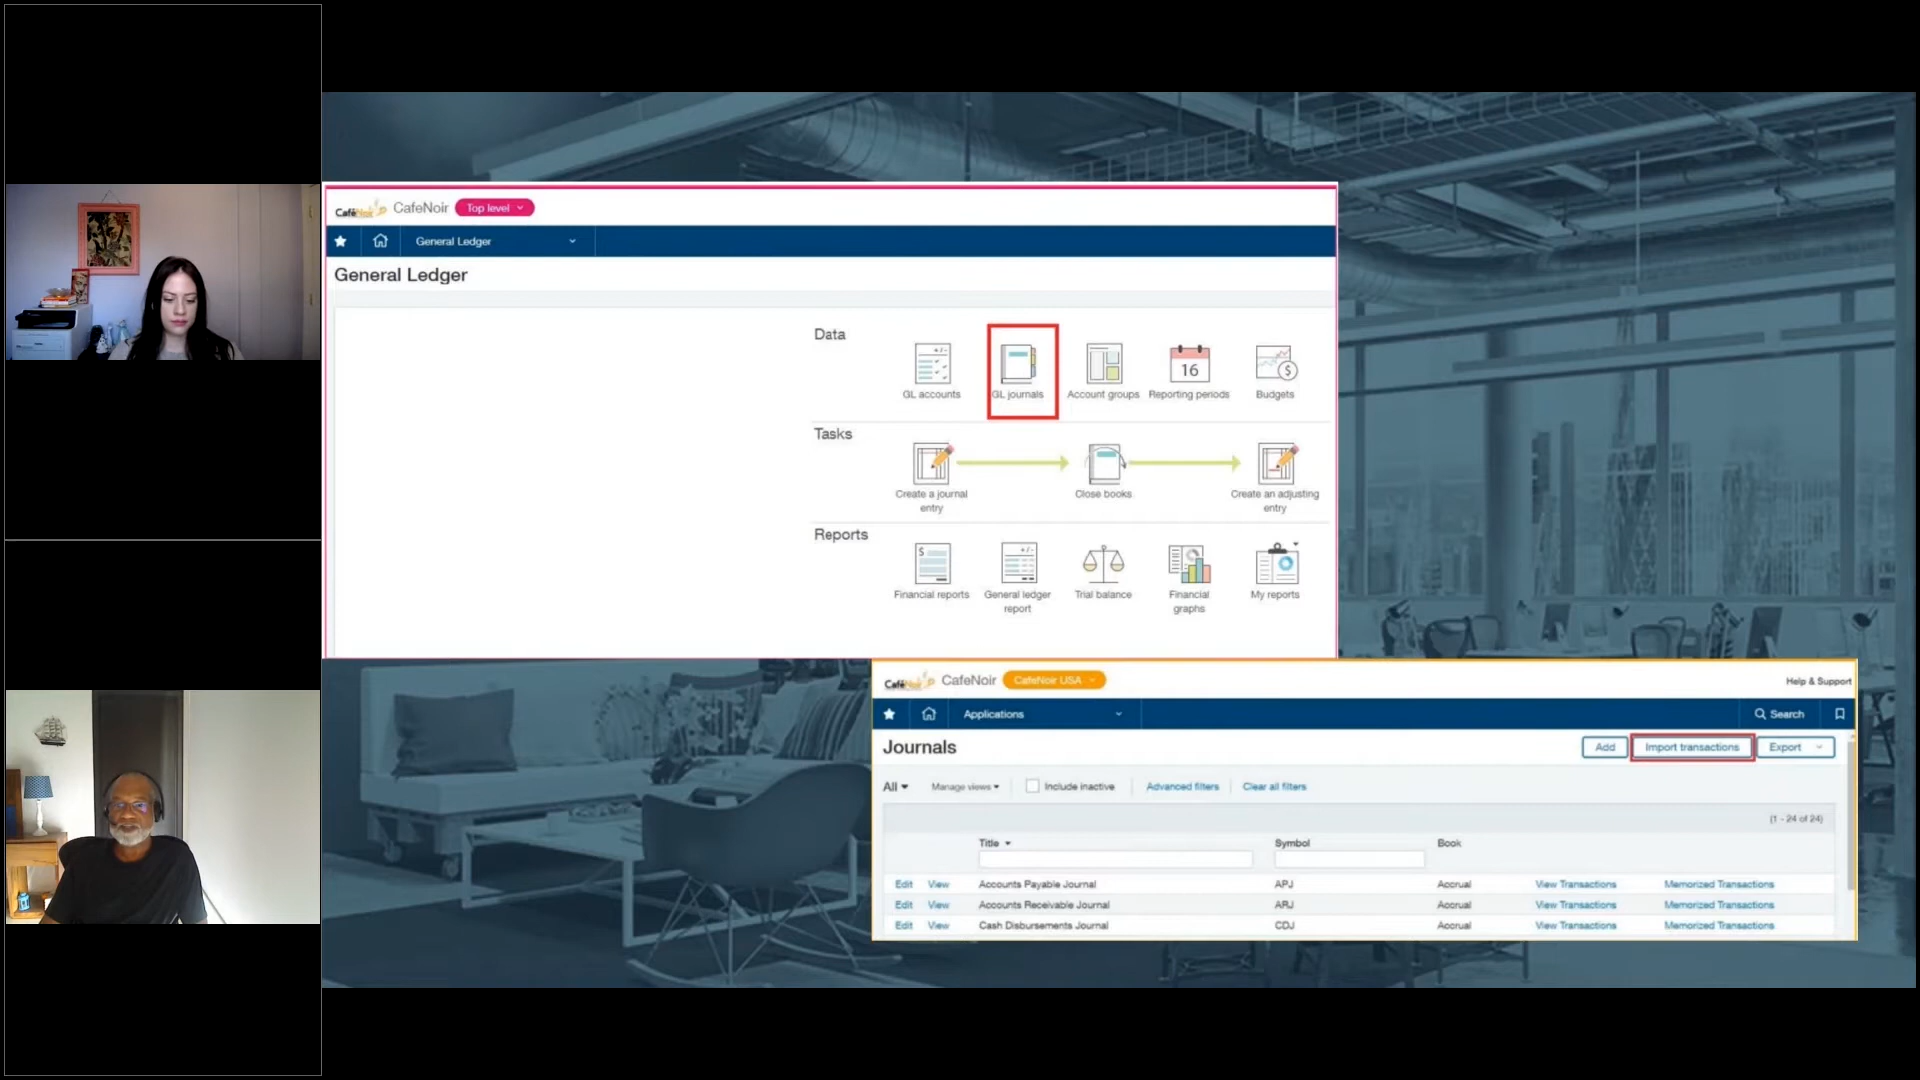 CaféNoir CafeNoir Top level
General Ledger
General Ledger
Data
GL accounts GL journals Account groups 16 Reporting periods $ Budgets
Tasks
Create a journal entry Close books Create an adjusting entry
Reports
Financial reports General ledger report Trial balance Financial graphs My reports
CaféNoir CafeNoir CafeNoir USA Help & Support
Applications Search
Journals Add Import transactions Export
All Manage views Include inactive Advanced filters Clear all filters
(1 - 24 of 24)
Title Symbol Book
Edit View Accounts Payable Journal APJ Accrual View Transactions Memorized Transactions
Edit View Accounts Receivable Journal ARJ Accrual View Transactions Memorized Transactions
Edit View Cash Disbursements Journal CDJ Accrual View Transactions Memorized Transactions